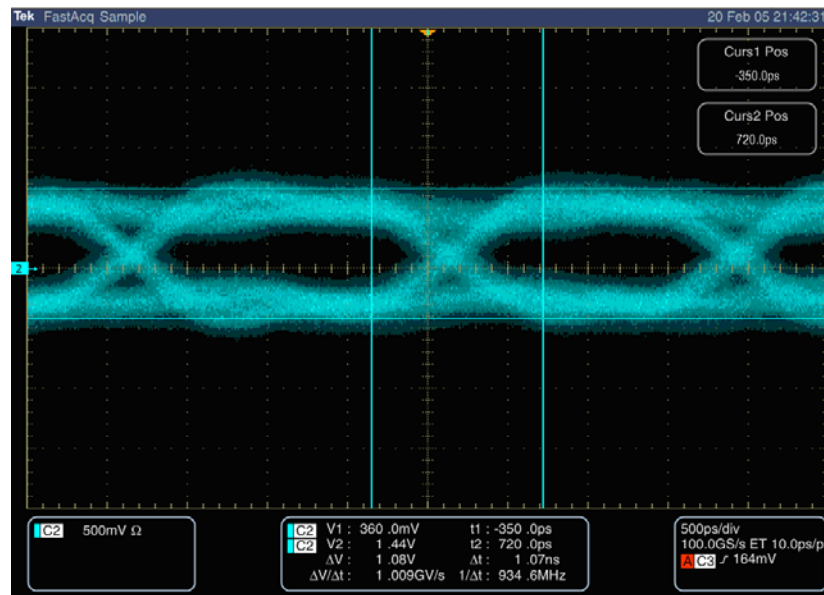 Tek FastAcq Sample 20 Feb 05 21:42:31
Curs1 Pos
-350.0ps
Curs2 Pos
720.0ps
2
C2 500mV Ω
C2 V1 : 360 .0mV t1 : -350 .0ps
C2 V2 : 1 .44V t2 : 720 .0ps
ΔV : 1 .08V Δt : 1 .07ns
ΔV/Δt : 1 .009GV/s 1/Δt : 934 .6MHz
500ps/div
100.0GS/s ET 10.0ps/p
A C3 164mV